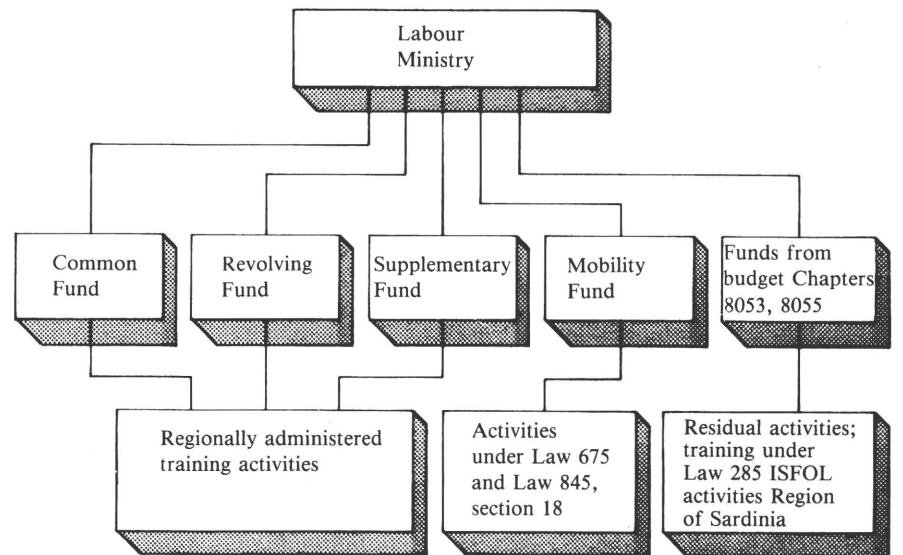 Labour
Ministry
Common
Fund
Revolving
Fund
Supplementary
Fund
Mobility
Fund
Funds from
budget Chapters
8053, 8055
Regionally administered
training activities
Activities
under Law 675
and Law 845,
section 18
Residual activities;
training under
Law 285 ISFOL
activities Region
of Sardinia